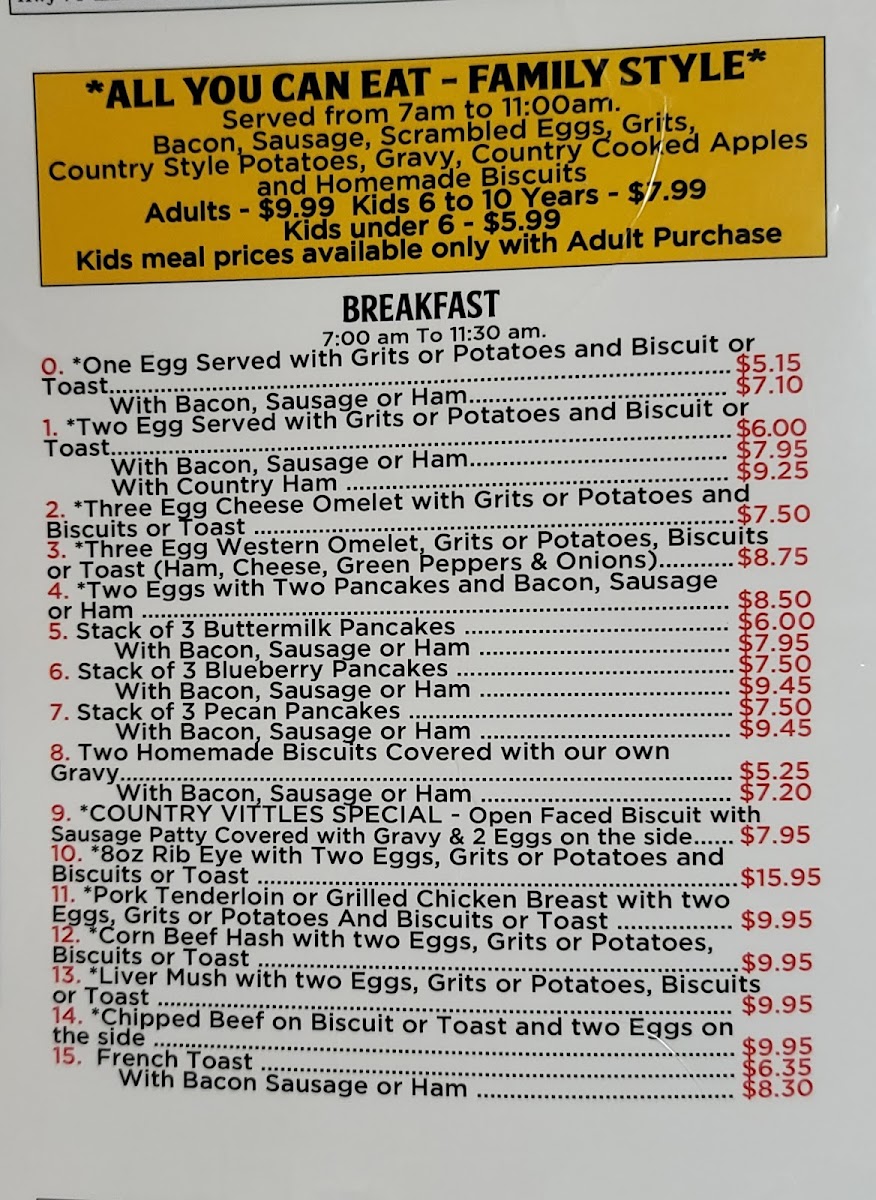 *ALL YOU CAN EAT - FAMILY STYLE*
Served from 7am to 11:00am.
Bacon, Sausage, Scrambled Eggs, Grits,
Country Style Potatoes, Gravy, Country Cooked Apples
and Homemade Biscuits
Adults - $9.99 Kids 6 to 10 Years - $7.99
Kids under 6 - $5.99
Kids meal prices available only with Adult Purchase
BREAKFAST
7:00 am To 11:30 am.
0. *One Egg Served with Grits or Potatoes and Biscuit or
Toast.......... $5.15
With Bacon, Sausage or Ham.......... $7.10
1. *Two Egg Served with Grits or Potatoes and Biscuit or
Toast.......... $6.00
With Bacon, Sausage or Ham.......... $7.95
With Country Ham .......... $9.25
2. *Three Egg Cheese Omelet with Grits or Potatoes and
Biscuits or Toast .......... $7.50
3. *Three Egg Western Omelet, Grits or Potatoes, Biscuits
or Toast (Ham, Cheese, Green Peppers & Onions).......... $8.75
4. *Two Eggs with Two Pancakes and Bacon, Sausage
or Ham .......... $8.50
5. Stack of 3 Buttermilk Pancakes .......... $6.00
With Bacon, Sausage or Ham .......... $7.95
6. Stack of 3 Blueberry Pancakes .......... $7.50
With Bacon, Sausage or Ham .......... $9.45
7. Stack of 3 Pecan Pancakes .......... $7.50
With Bacon, Sausage or Ham .......... $9.45
8. Two Homemade Biscuits Covered with our own
Gravy.......... $5.25
With Bacon, Sausage or Ham .......... $7.20
9. *COUNTRY VITTLES SPECIAL - Open Faced Biscuit with
Sausage Patty Covered with Gravy & 2 Eggs on the side...... $7.95
10. *8oz Rib Eye with Two Eggs, Grits or Potatoes and
Biscuits or Toast .......... $15.95
11. *Pork Tenderloin or Grilled Chicken Breast with two
Eggs, Grits or Potatoes And Biscuits or Toast .......... $9.95
12. *Corn Beef Hash with two Eggs, Grits or Potatoes,
Biscuits or Toast .......... $9.95
13. *Liver Mush with two Eggs, Grits or Potatoes, Biscuits
or Toast .......... $9.95
14. *Chipped Beef on Biscuit or Toast and two Eggs on
the side .......... $9.95
15. French Toast .......... $6.35
With Bacon Sausage or Ham .......... $8.30